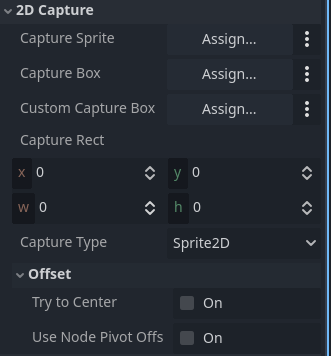 2D Capture
Capture Sprite Assign...
Capture Box Assign...
Custom Capture Box Assign...
Capture Rect
x 0 y 0
w 0 h 0
Capture Type Sprite2D
Offset
Try to Center On
Use Node Pivot Offs On